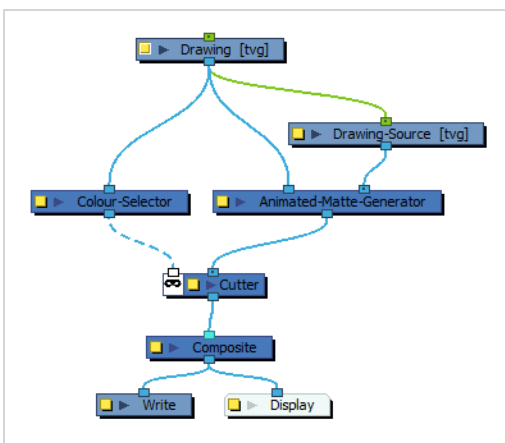 Drawing [tvg]
Drawing-Source [tvg]
Colour-Selector
Animated-Matte-Generator
Cutter
Composite
Write
Display